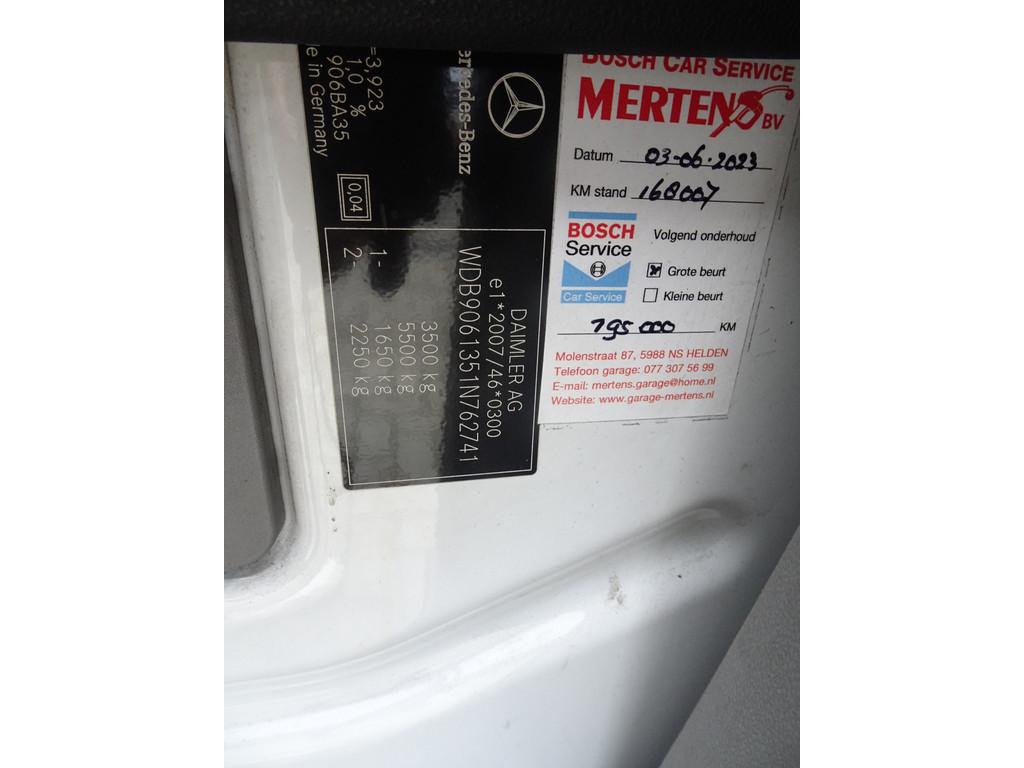 BOSCH CAR SERVICE
MERTENS BV
Datum 03-06-2023
KM stand 168007
BOSCH
Service
Car Service
Volgend onderhoud
Grote beurt
Kleine beurt
195000 KM
Molenstraat 87, 5988 NS HELDEN
Telefoon garage: 077 307 56 99
E-mail: mertens.garage@home.nl
Website: www.garage-mertens.nl
ercedes-Benz
DAIMLER AG
e1*2007/46*0300
WDB9061351N762741
3500 kg
5500 kg
1- 1650 kg
2- 2250 kg
=3,923
1,0 %
906BA35
de in Germany
0,04